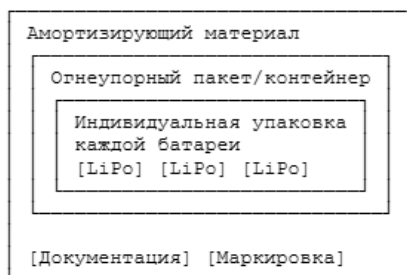 Амортизирующий материал
Огнеупорный пакет/контейнер
Индивидуальная упаковка
каждой батареи
[LiPo] [LiPo] [LiPo]
[Документация] [Маркировка]